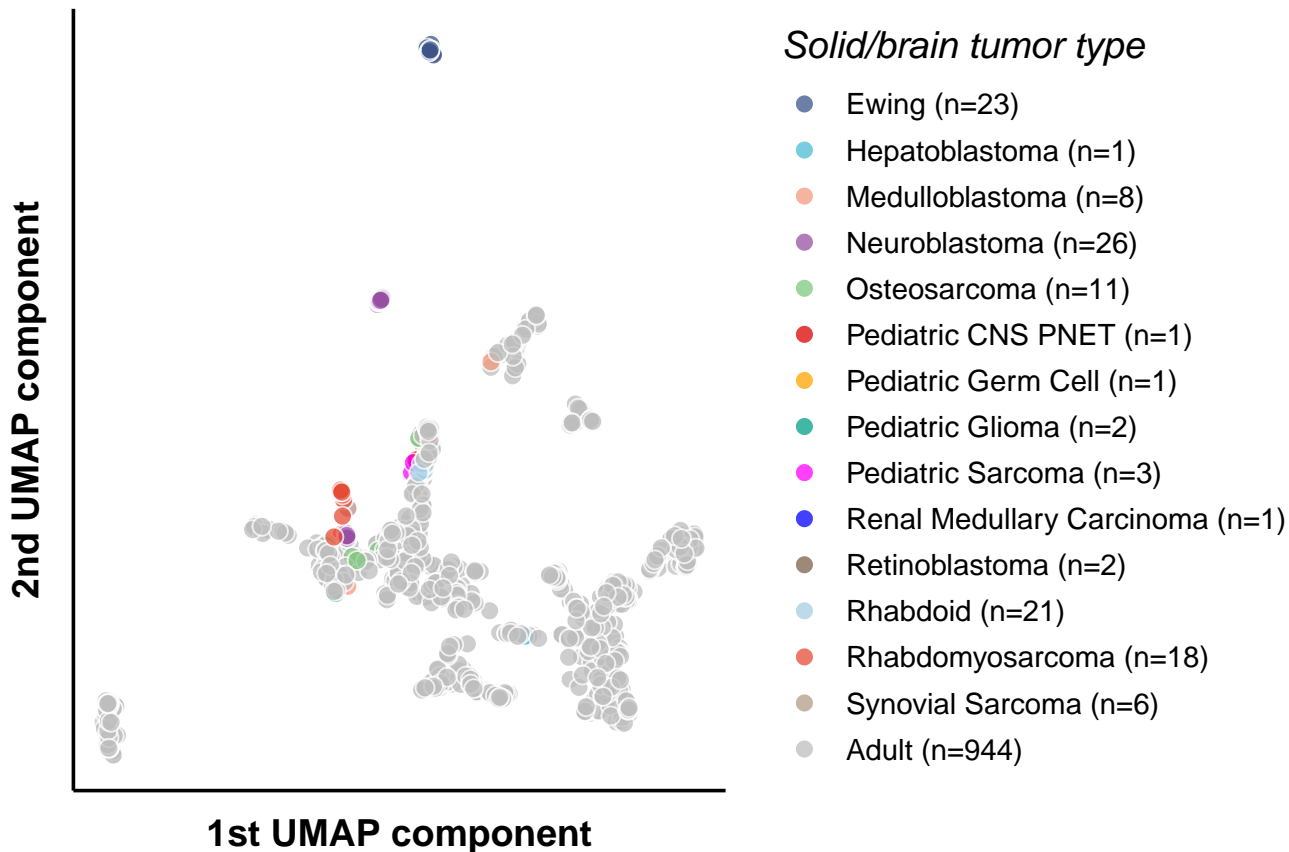 Solid/brain tumor type
Ewing (n=23)
Hepatoblastoma (n=1)
Medulloblastoma (n=8)
Neuroblastoma (n=26)
Osteosarcoma (n=11)
Pediatric CNS PNET (n=1)
Pediatric Germ Cell (n=1)
Pediatric Glioma (n=2)
Pediatric Sarcoma (n=3)
Renal Medullary Carcinoma (n=1)
Retinoblastoma (n=2)
Rhabdoid (n=21)
Rhabdomyosarcoma (n=18)
Synovial Sarcoma (n=6)
Adult (n=944)
2nd UMAP component
1st UMAP component